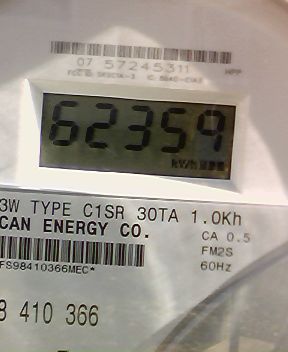 07 57245311
62359
3W TYPE C1SR 30TA 1.0Kh
CAN ENERGY CO.
CA 0.5
FM2S
FS98410366MEC*
60Hz
8 410 366